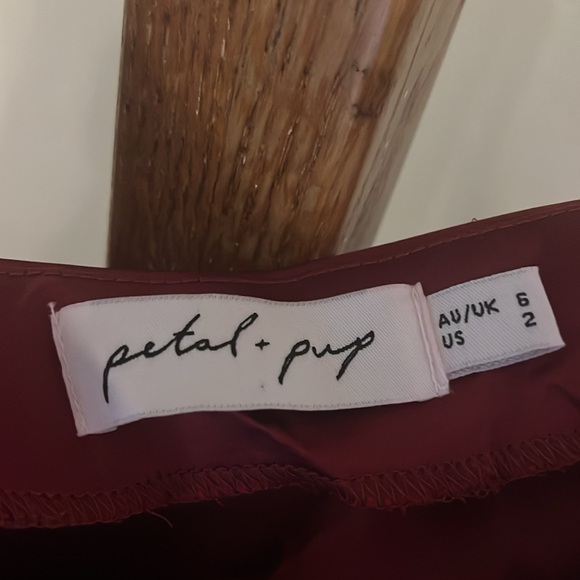 petal + pup
AU/UK 6
US 2